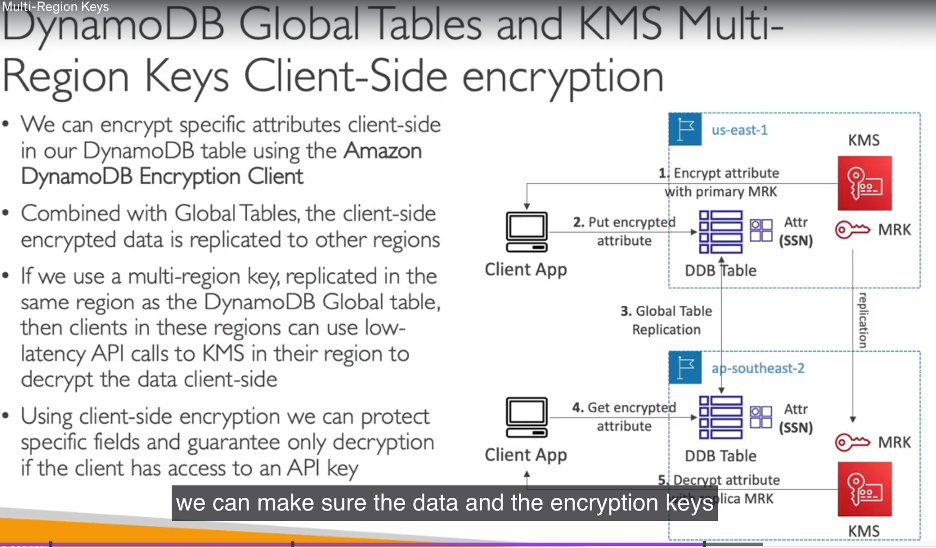 Multi-Region Keys
DynamoDB Global Tables and KMS Multi-
Region Keys Client-Side encryption
• We can encrypt specific attributes client-side
in our DynamoDB table using the Amazon
DynamoDB Encryption Client
• Combined with Global Tables, the client-side
encrypted data is replicated to other regions
• If we use a multi-region key, replicated in the
same region as the DynamoDB Global table,
then clients in these regions can use low-
latency API calls to KMS in their region to
decrypt the data client-side
• Using client-side encryption we can protect
specific fields and guarantee only decryption
if the client has access to an API key
us-east-1
KMS
1. Encrypt attribute
with primary MRK
2. Put encrypted
attribute
Attr
(SSN)
MRK
Client App
DDB Table
3. Global Table
Replication
replication
ap-southeast-2
4. Get encrypted
attribute
Attr
(SSN)
MRK
Client App
DDB Table
5. Decrypt attribute
with replica MRK
KMS
we can make sure the data and the encryption keys